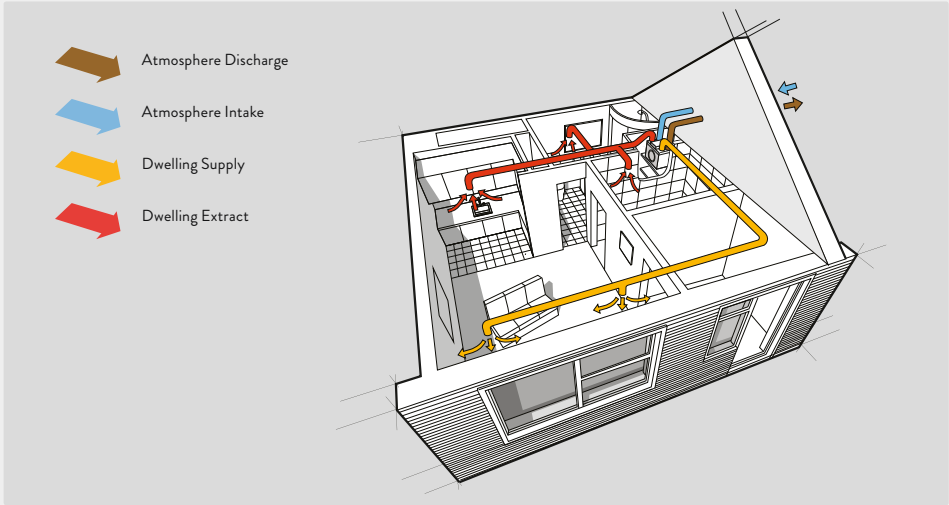 Atmosphere Discharge
Atmosphere Intake
Dwelling Supply
Dwelling Extract